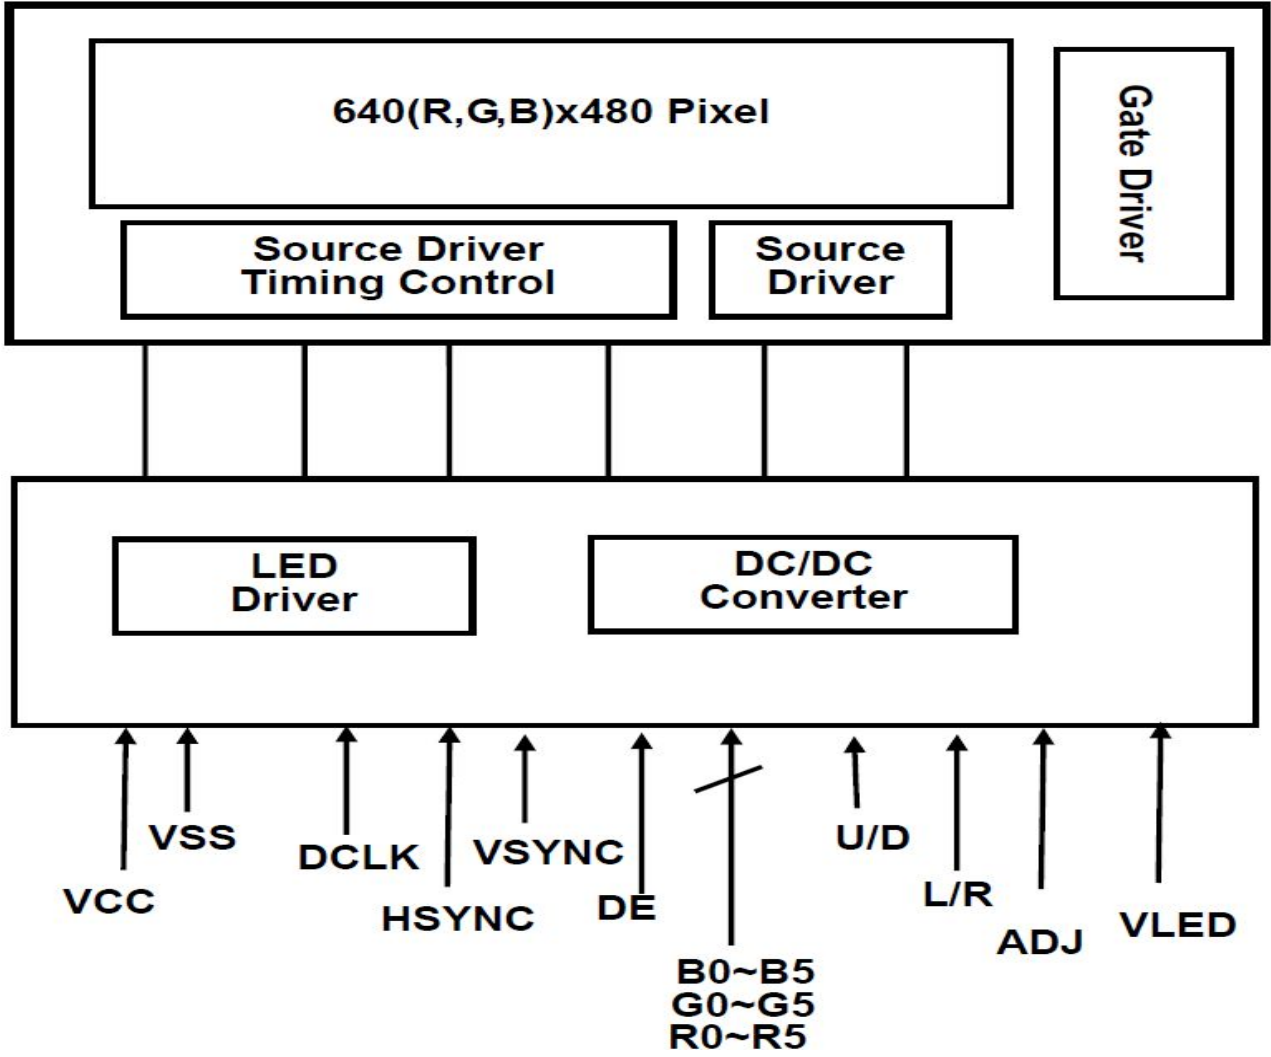 640(R,G,B)x480 Pixel
Gate Driver
Source Driver
Timing Control
Source
Driver
LED
Driver
DC/DC
Converter
VCC
VSS
DCLK
HSYNC
VSYNC
DE
B0~B5
G0~G5
R0~R5
U/D
L/R
ADJ
VLED